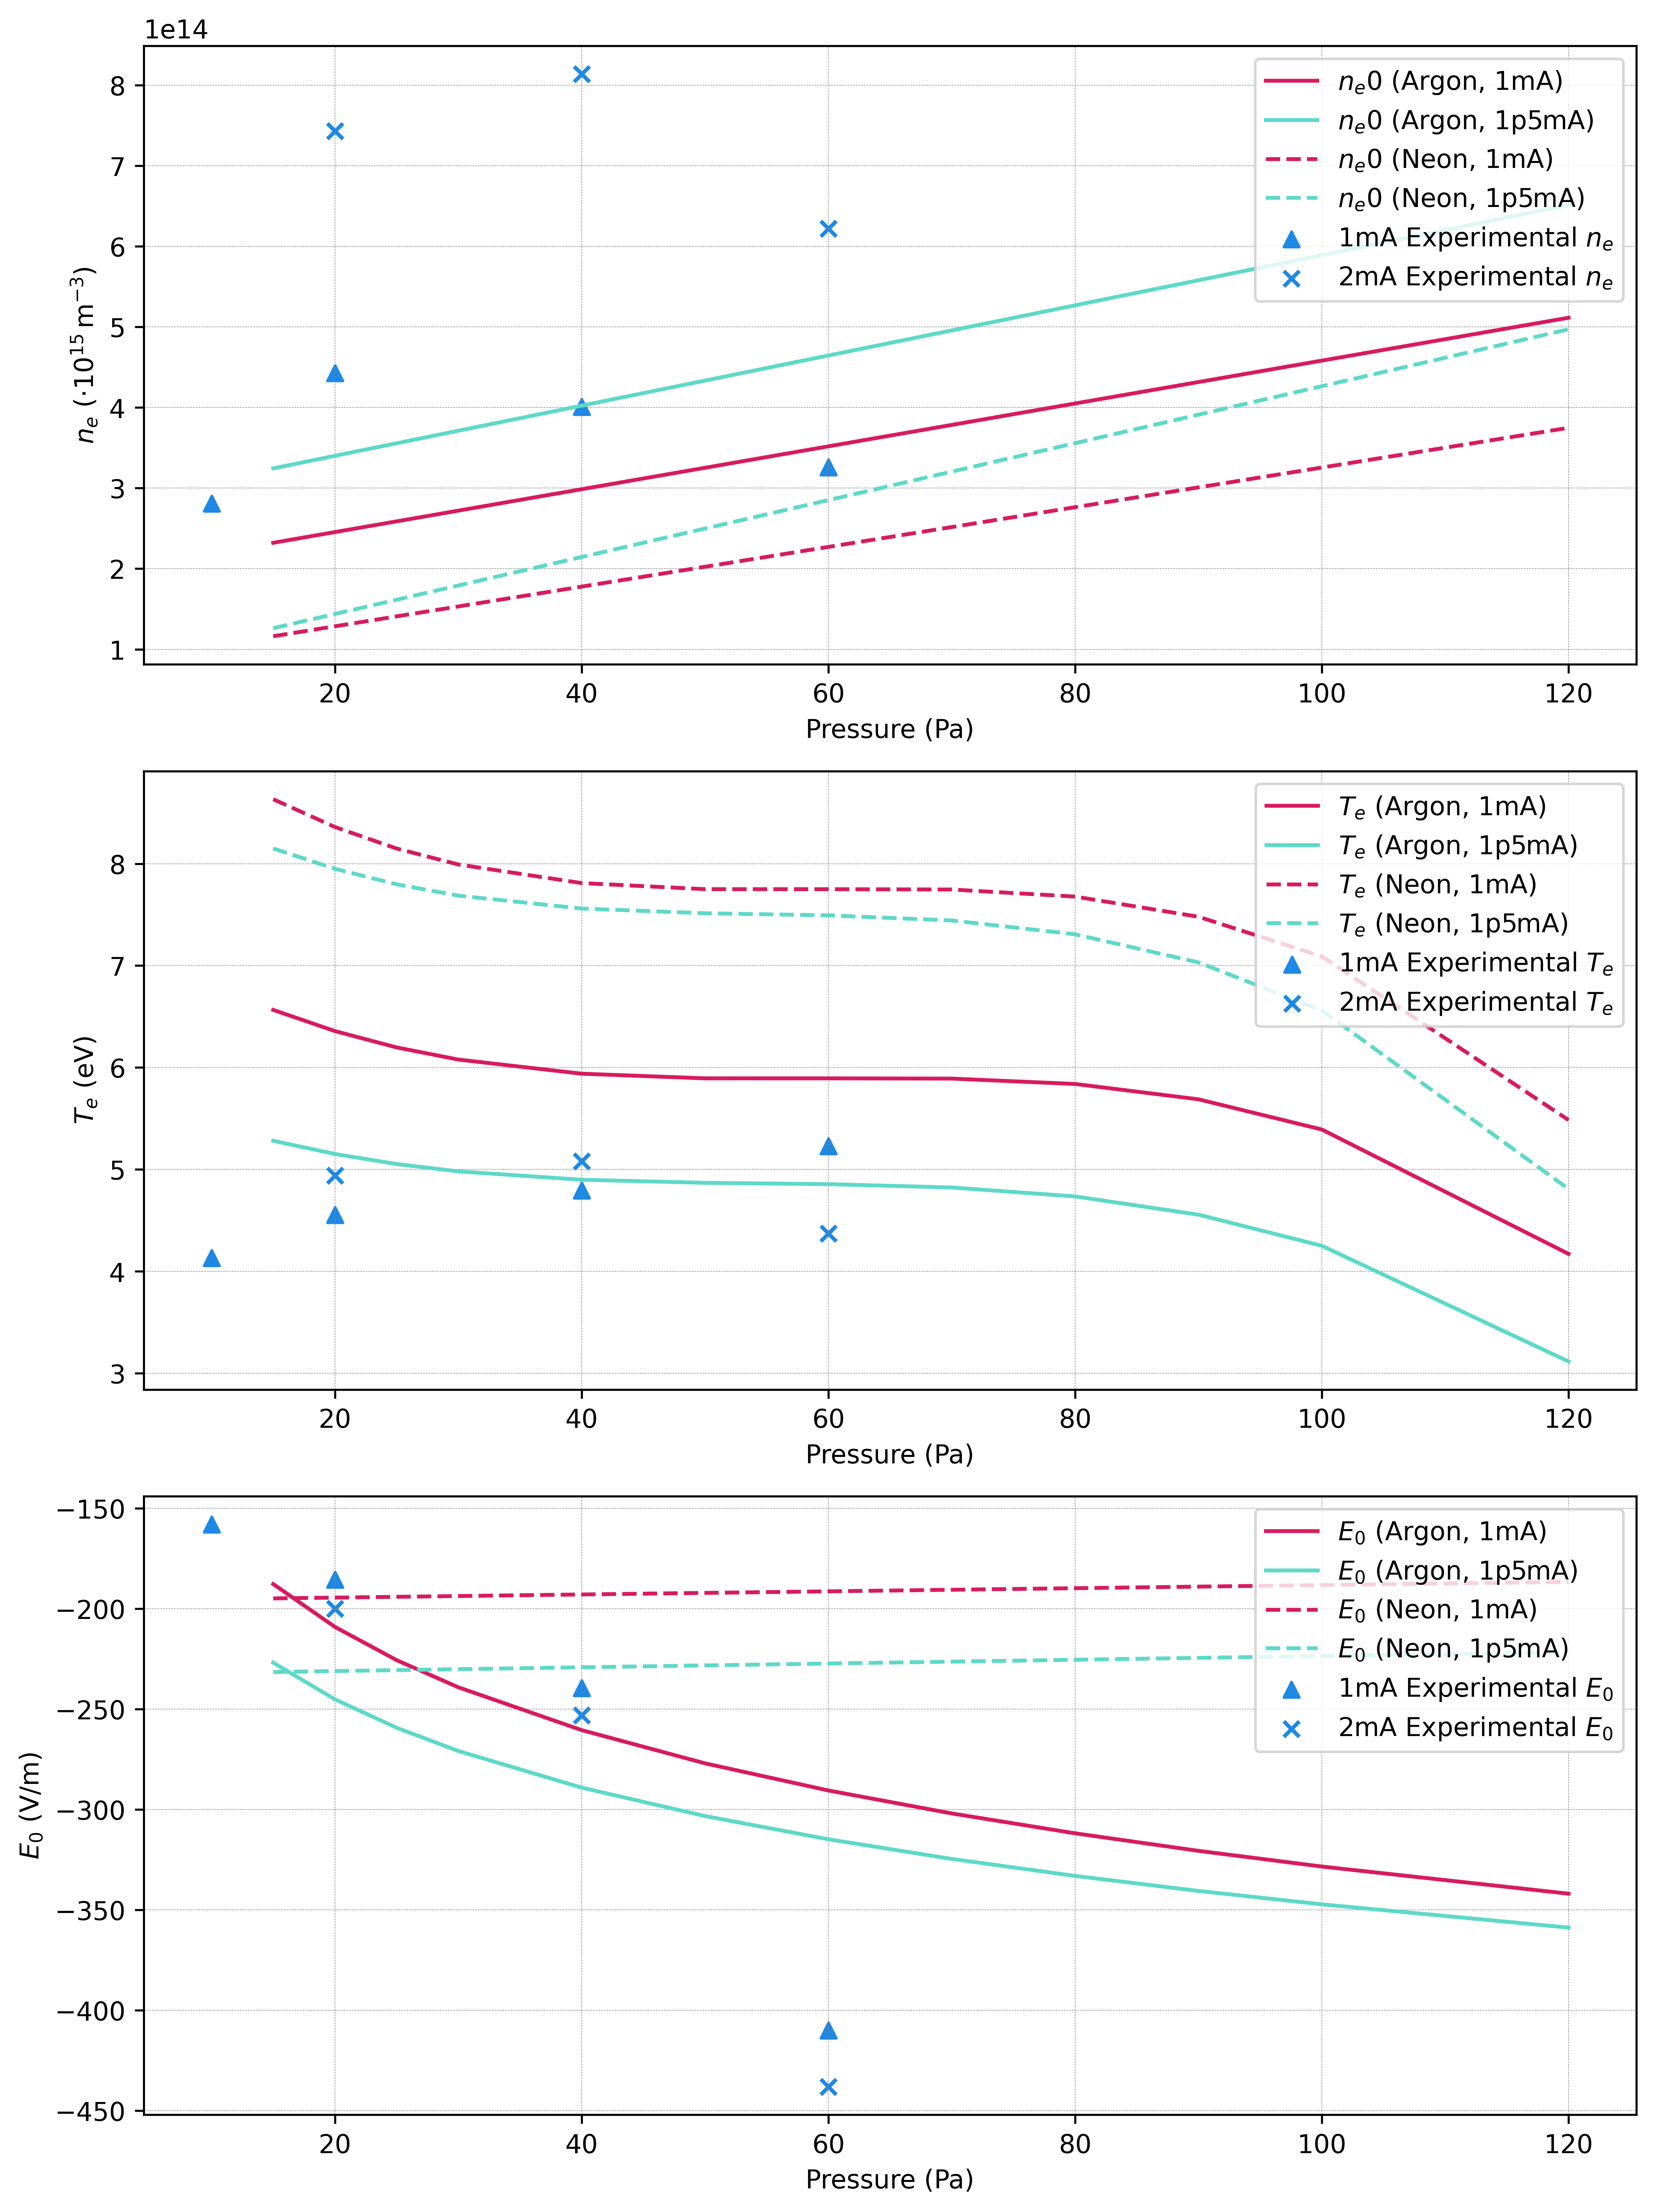 1e14
8
7
6
5
4
3
2
1
n_e (·10^15 m^−3)
n_e0 (Argon, 1mA)
n_e0 (Argon, 1p5mA)
n_e0 (Neon, 1mA)
n_e0 (Neon, 1p5mA)
1mA Experimental n_e
2mA Experimental n_e
20 40 60 80 100 120
Pressure (Pa)
8
7
6
5
4
3
T_e (eV)
T_e (Argon, 1mA)
T_e (Argon, 1p5mA)
T_e (Neon, 1mA)
T_e (Neon, 1p5mA)
1mA Experimental T_e
2mA Experimental T_e
20 40 60 80 100 120
Pressure (Pa)
−150
−200
−250
−300
−350
−400
−450
E_0 (V/m)
E_0 (Argon, 1mA)
E_0 (Argon, 1p5mA)
E_0 (Neon, 1mA)
E_0 (Neon, 1p5mA)
1mA Experimental E_0
2mA Experimental E_0
20 40 60 80 100 120
Pressure (Pa)